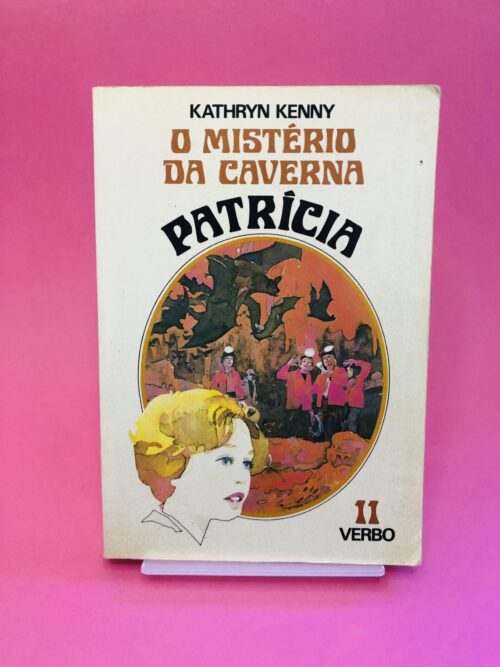 KATHRYN KENNY
O MISTÉRIO
DA CAVERNA
PATRÍCIA
11
VERBO